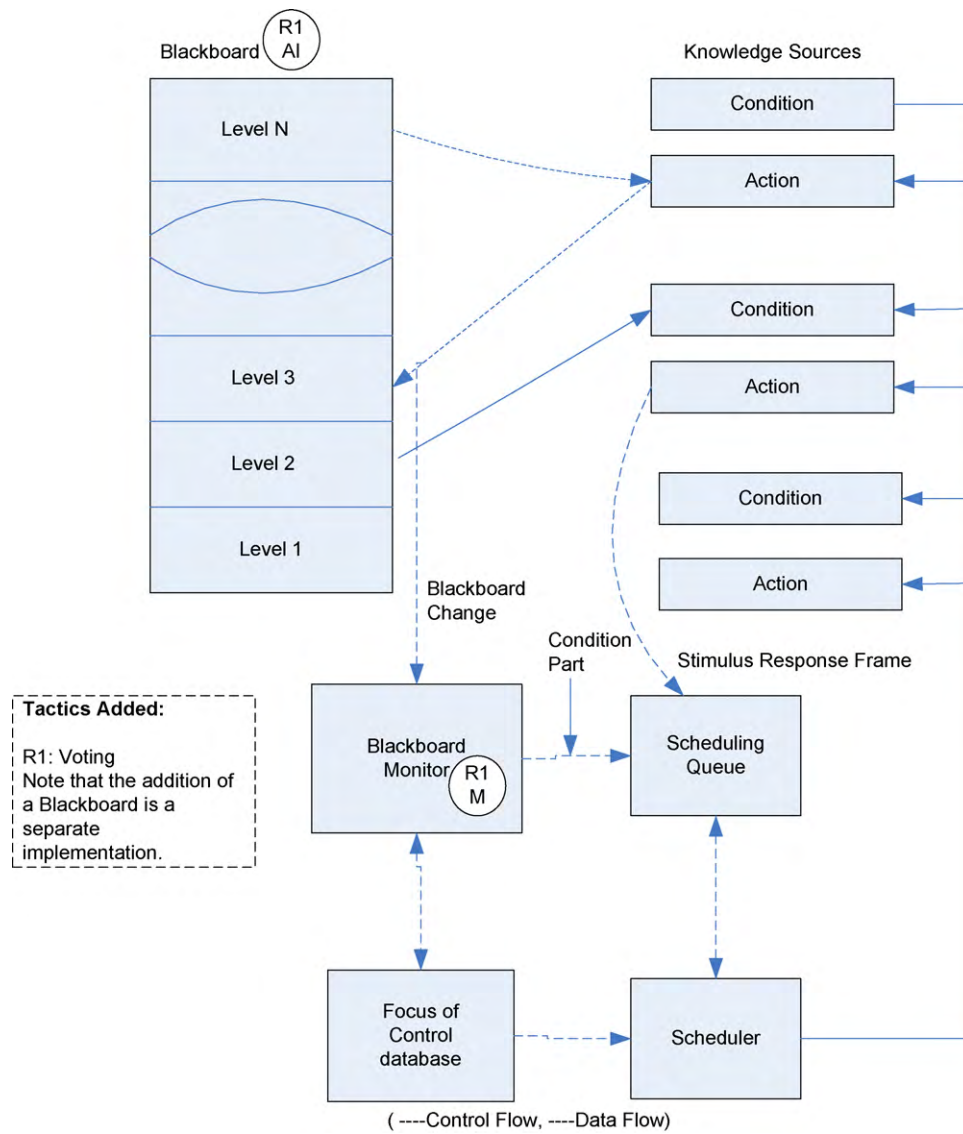 Blackboard
R1
AI
Knowledge Sources
Level N
Condition
Action
Condition
Level 3
Action
Level 2
Condition
Level 1
Action
Blackboard
Change
Condition
Part
Stimulus Response Frame
Tactics Added:
R1: Voting
Note that the addition of
a Blackboard is a
separate
implementation.
Blackboard
Monitor
R1
M
Scheduling
Queue
Focus of
Control
database
Scheduler
( ----Control Flow, ----Data Flow)